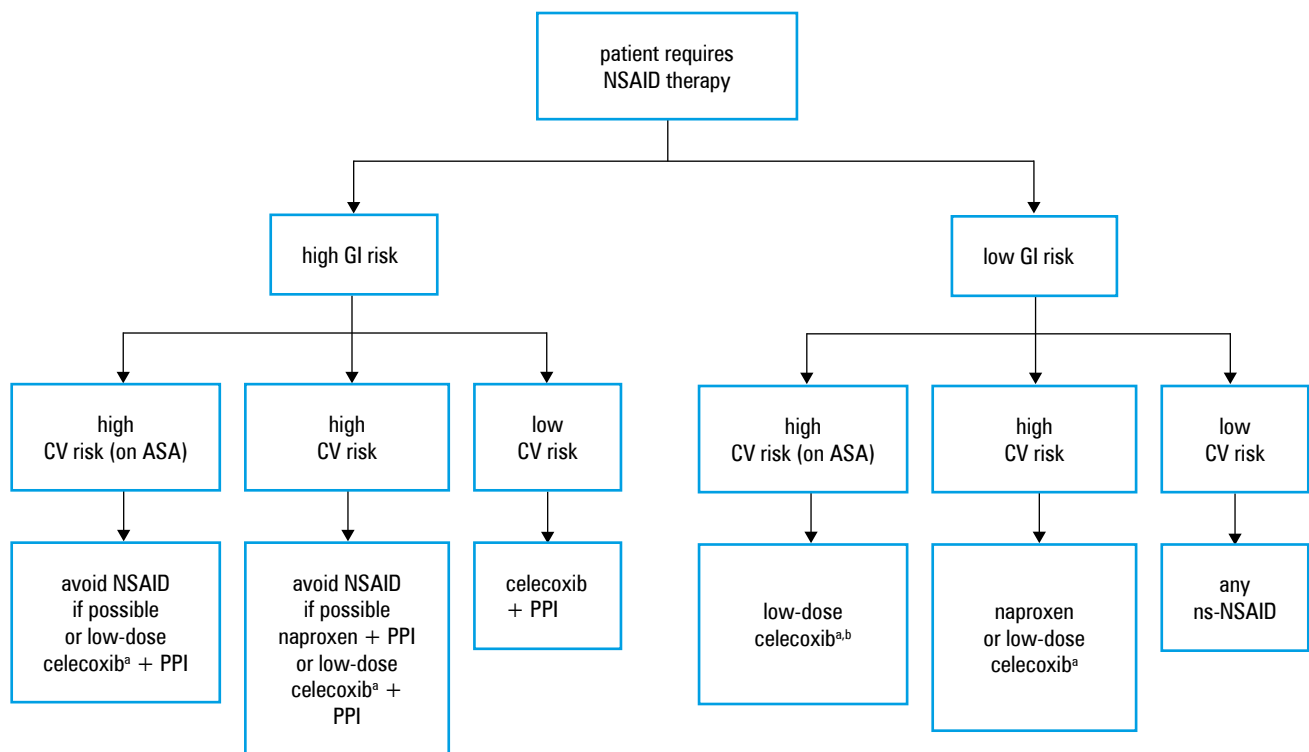 patient requires
NSAID therapy
high GI risk
low GI risk
high
CV risk (on ASA)
high
CV risk
low
CV risk
high
CV risk (on ASA)
high
CV risk
low
CV risk
avoid NSAID
if possible
or low-dose
celecoxibᵃ + PPI
avoid NSAID
if possible
naproxen + PPI
or low-dose
celecoxibᵃ +
PPI
celecoxib
+ PPI
low-dose
celecoxibᵃ,ᵇ
naproxen
or low-dose
celecoxibᵃ
any
ns-NSAID